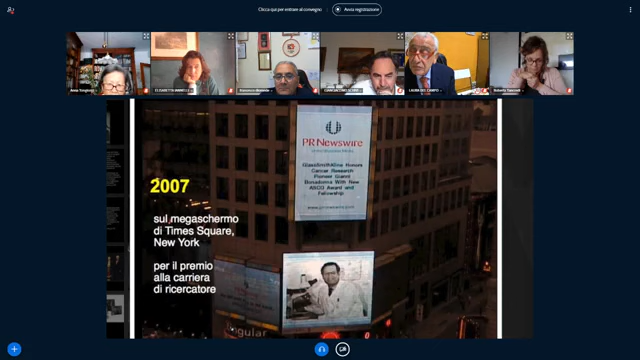 Clicca qui per entrare al convegno
Avvia registrazione
PR Newswire
GlaxoSmithKline Honors
Cancer Research
Pioneer Gianni
Bonadonna With New
ASCO Award and
Fellowship
2007
sul megaschermo
di Times Square,
New York
per il premio
alla carriera
di ricercatore
ngular